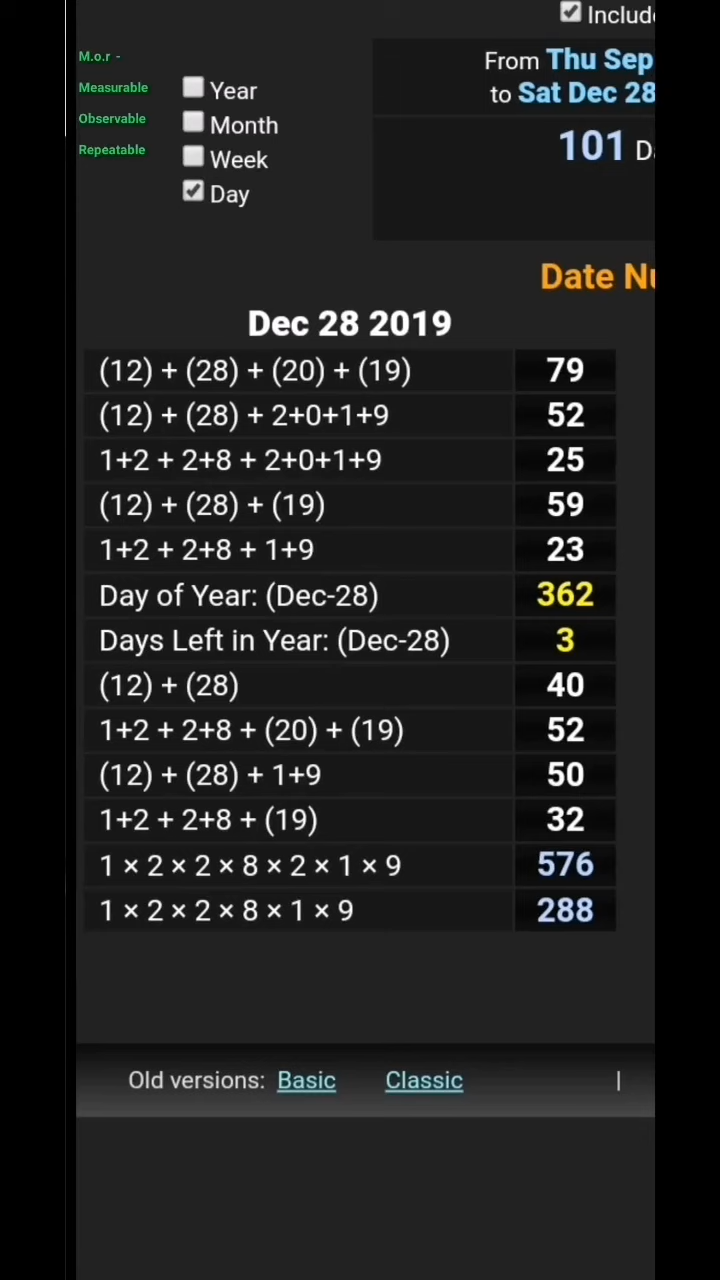 Includ
M.o.r -
Measurable
Observable
Repeatable
Year
Month
Week
Day
From Thu Sep
to Sat Dec 28
101 Da
Date Nu
Dec 28 2019
(12) + (28) + (20) + (19) 79
(12) + (28) + 2+0+1+9 52
1+2 + 2+8 + 2+0+1+9 25
(12) + (28) + (19) 59
1+2 + 2+8 + 1+9 23
Day of Year: (Dec-28) 362
Days Left in Year: (Dec-28) 3
(12) + (28) 40
1+2 + 2+8 + (20) + (19) 52
(12) + (28) + 1+9 50
1+2 + 2+8 + (19) 32
1 × 2 × 2 × 8 × 2 × 1 × 9 576
1 × 2 × 2 × 8 × 1 × 9 288
Old versions: Basic Classic |